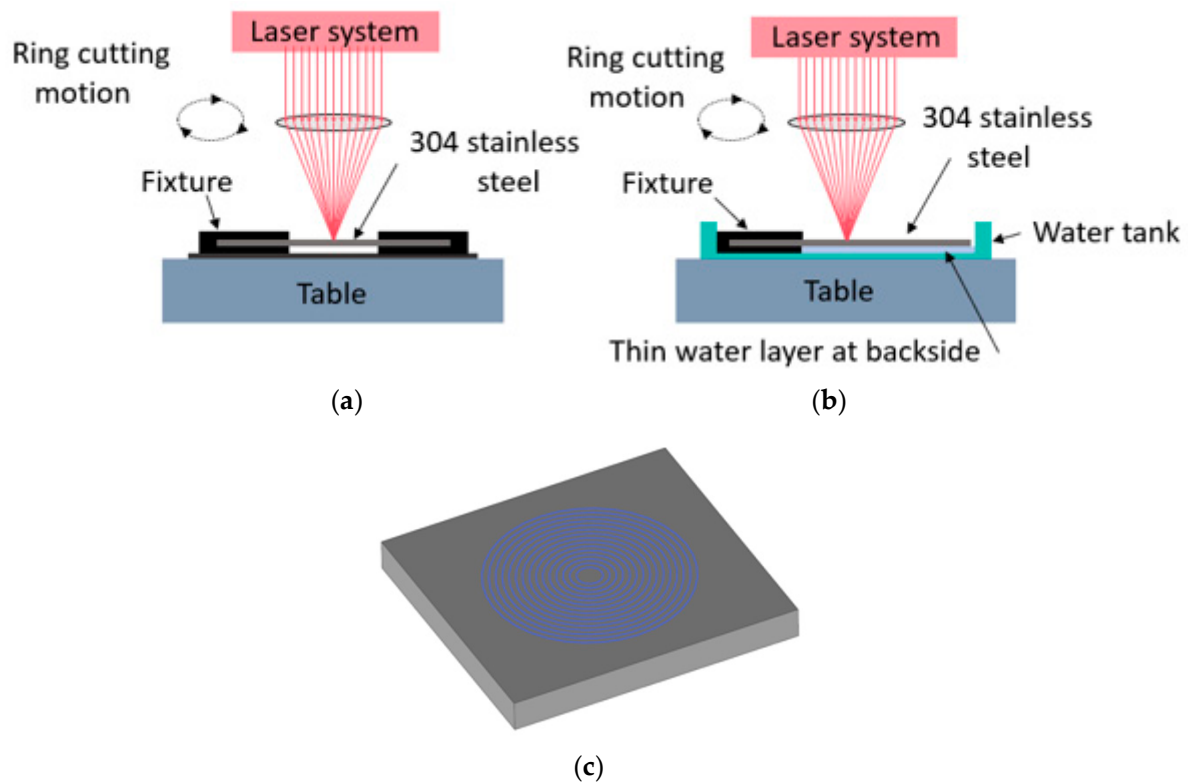 Laser system
Ring cutting
motion
304 stainless
steel
Fixture
Table
(a)
Laser system
Ring cutting
motion
304 stainless
steel
Fixture
Water tank
Table
Thin water layer at backside
(b)
(c)